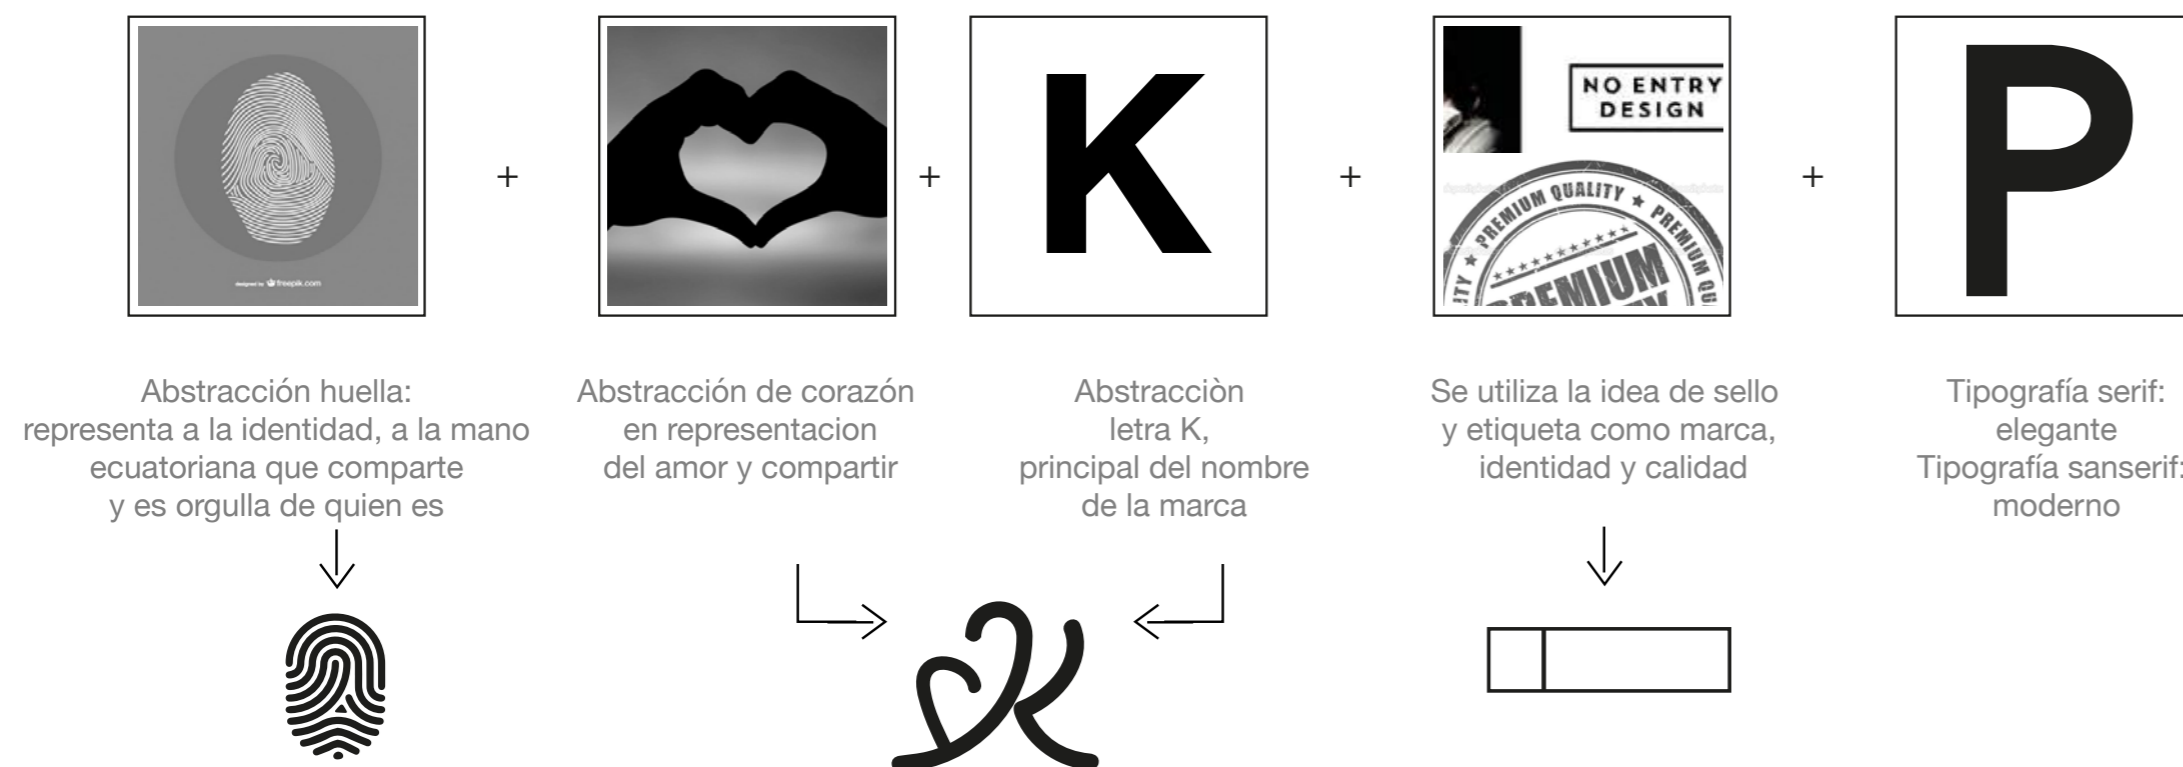 designed by freepik.com
+
+
K
+
NO ENTRY
DESIGN
PREMIUM QUALITY ★ PREMIUM QU
ITY ★
PREMIUM
+
P
Abstracción huella:
representa a la identidad, a la mano
ecuatoriana que comparte
y es orgulla de quien es
Abstracción de corazón
en representacion
del amor y compartir
Abstracciòn
letra K,
principal del nombre
de la marca
Se utiliza la idea de sello
y etiqueta como marca,
identidad y calidad
Tipografía serif:
elegante
Tipografía sanserif:
moderno
K